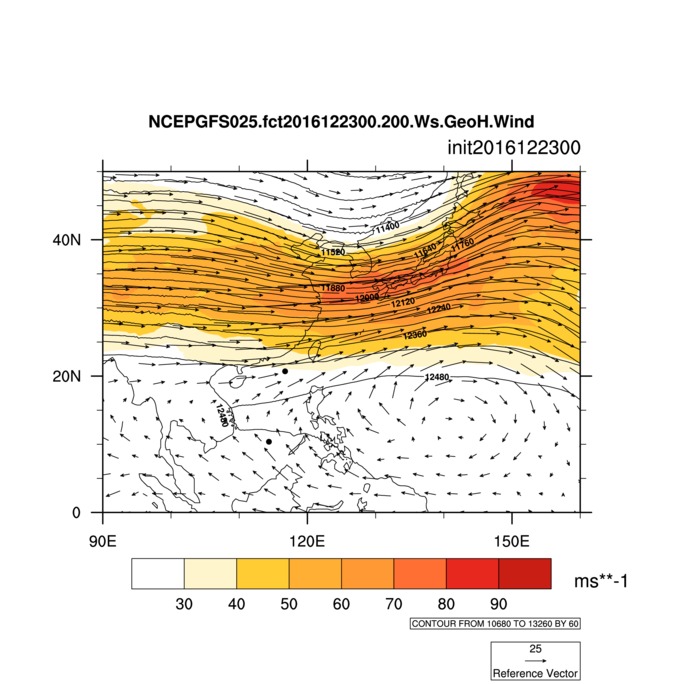 NCEPGFS025.fct2016122300.200.Ws.GeoH.Wind
init2016122300
11400
40N
11520
11640
11760
11880
12000
12120
12240
12360
20N
12480
12480
0
90E 120E 150E
ms**-1
30 40 50 60 70 80 90
CONTOUR FROM 10680 TO 13260 BY 60
25
Reference Vector